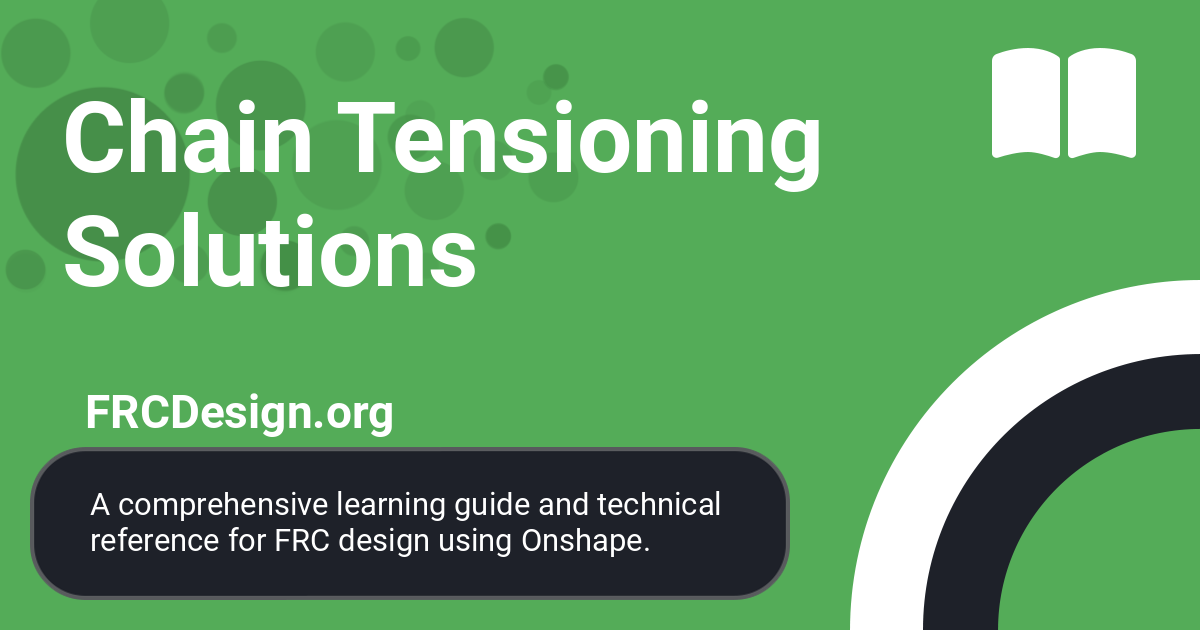 Chain Tensioning
Solutions
FRCDesign.org
A comprehensive learning guide and technical
reference for FRC design using Onshape.